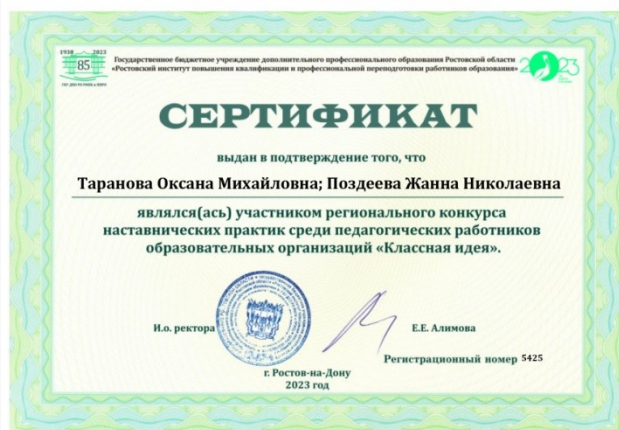 1938 2023
85
Государственное бюджетное учреждение дополнительного профессионального образования Ростовской области
«Ростовский институт повышения квалификации и профессиональной переподготовки работников образования»
2023
СЕРТИФИКАТ
выдан в подтверждение того, что
Таранова Оксана Михайловна; Поздеева Жанна Николаевна
являлся(ась) участником регионального конкурса
наставнических практик среди педагогических работников
образовательных организаций «Классная идея».
И.о. ректора
Е.Е. Алимова
Регистрационный номер 5425
г. Ростов-на-Дону
2023 год